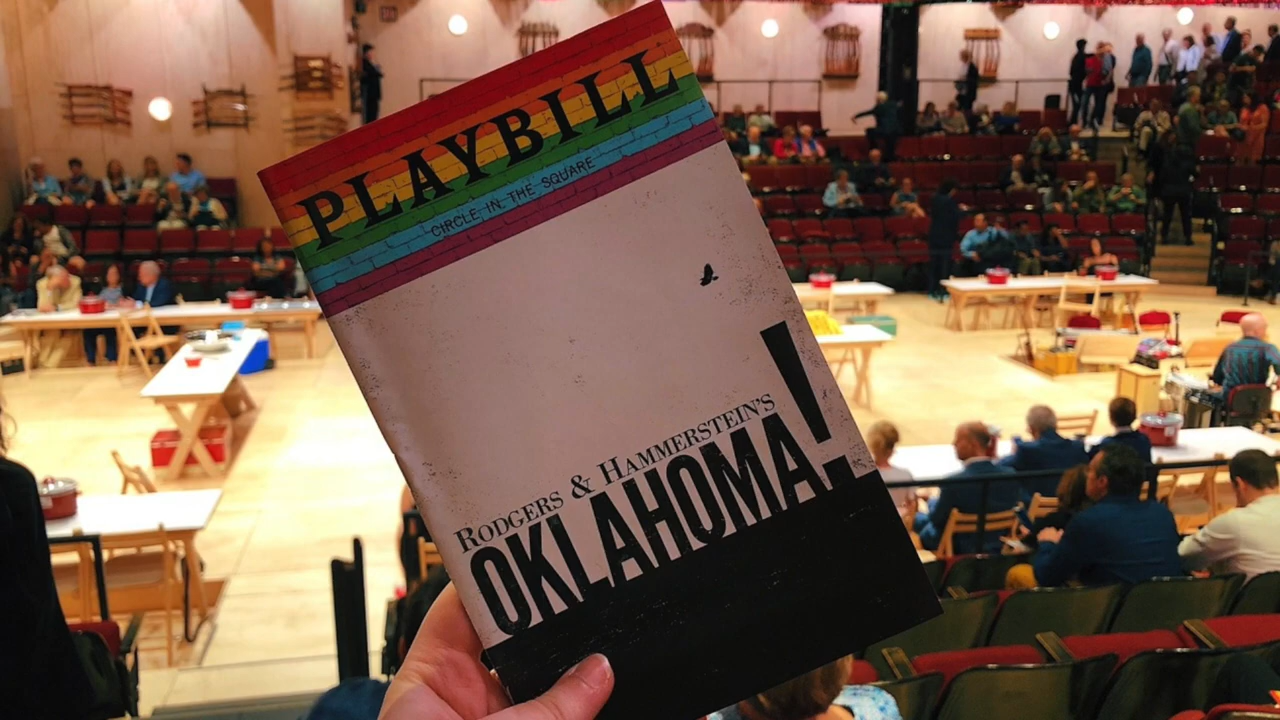 PLAYBILL
CIRCLE IN THE SQUARE
RODGERS & HAMMERSTEIN'S
OKLAHOMA!